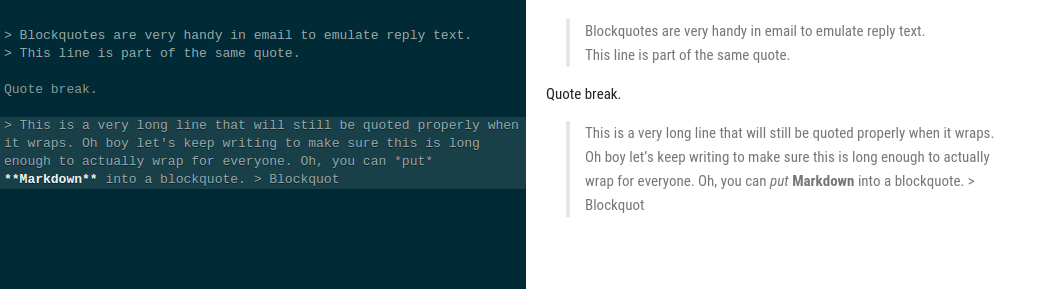 > Blockquotes are very handy in email to emulate reply text.
> This line is part of the same quote.
Quote break.
> This is a very long line that will still be quoted properly when
it wraps. Oh boy let's keep writing to make sure this is long
enough to actually wrap for everyone. Oh, you can *put*
**Markdown** into a blockquote. > Blockquot
Blockquotes are very handy in email to emulate reply text.
This line is part of the same quote.
Quote break.
This is a very long line that will still be quoted properly when it wraps.
Oh boy let’s keep writing to make sure this is long enough to actually
wrap for everyone. Oh, you can put Markdown into a blockquote. >
Blockquot